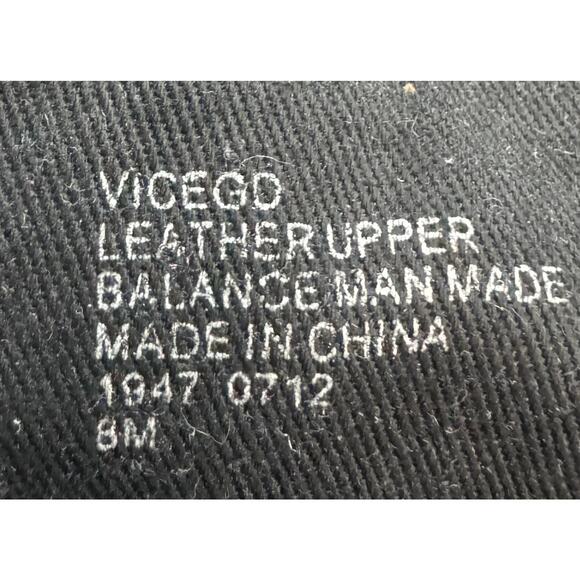 VICEGO
LEATHER UPPER
BALANCE MAN MADE
MADE IN CHINA
1947 0712
8M